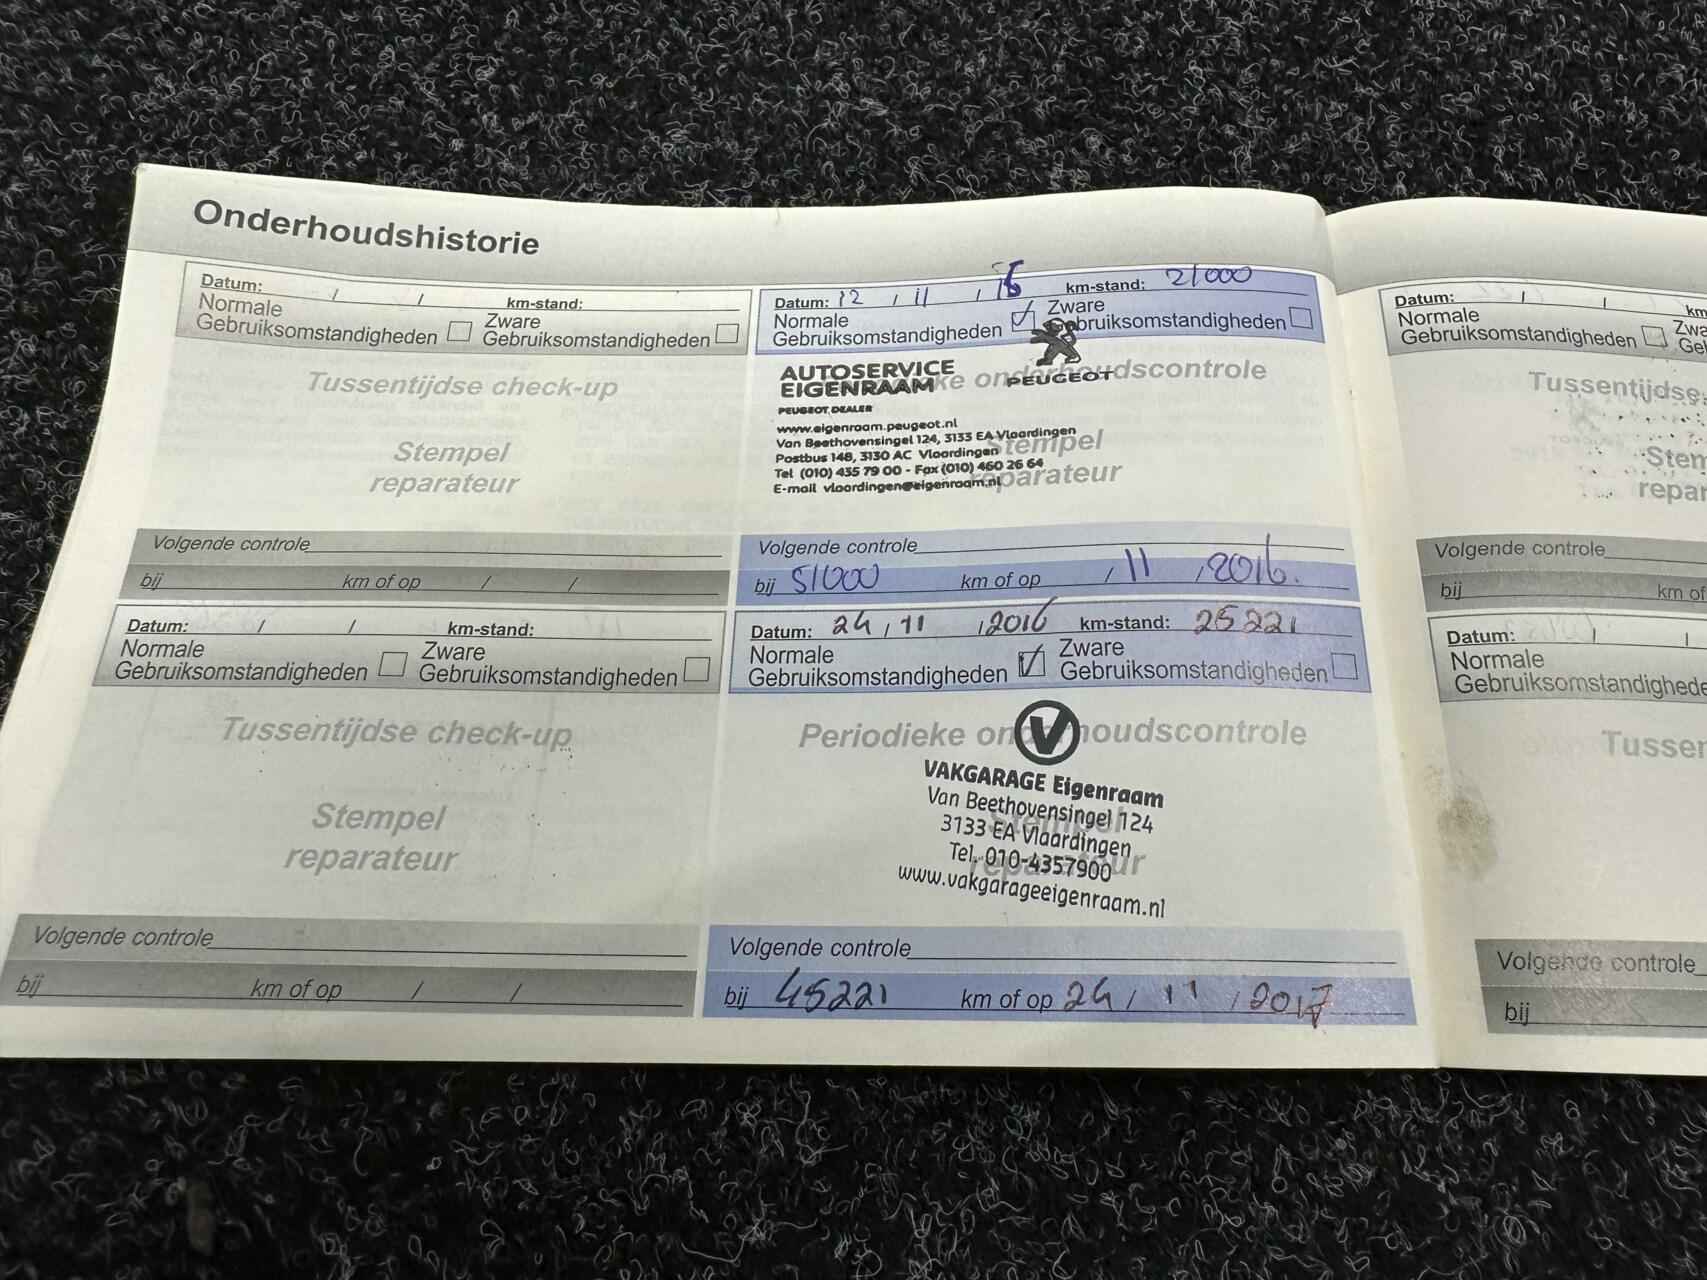 Onderhoudshistorie
Datum: / / km-stand:
Normale
Gebruiksomstandigheden
Zware
Gebruiksomstandigheden
Tussentijdse check-up
Stempel
reparateur
Volgende controle
bij km of op / /
Datum: 12 / 11 / km-stand: 21000
Normale
Gebruiksomstandigheden
Zware
Gebruiksomstandigheden
AUTOSERVICE
EIGENRAAM
onderhoudscontrole
PEUGEOT
PEUGEOT DEALER
www.eigenraam.peugeot.nl
Van Beethovensingel 124, 3133 EA Vlaardingen
Postbus 148, 3130 AC Vlaardingen
Tel (010) 435 79 00 - Fax (010) 460 26 64
E-mail vlaardingen@eigenraam.nl
Stempel
reparateur
Volgende controle
bij 51000 km of op / 11 / 2016.
Datum: / / km-stand:
Normale
Gebruiksomstandigheden
Zware
Gebruiksomstandigheden
Tussentijdse check-up
Stempel
reparateur
Volgende controle
bij km of op / /
Datum: 24 / 11 / 2016 km-stand: 25221
Normale
Gebruiksomstandigheden
Zware
Gebruiksomstandigheden
Periodieke onderhoudscontrole
V
VAKGARAGE Eigenraam
Van Beethovensingel 124
3133 EA Vlaardingen
Tel. 010-4357900
www.vakgarageeigenraam.nl
Stempel
reparateur
Volgende controle
bij 45221 km of op 24 / 11 / 2017
Datum: / /
Normale
Gebruiksomstandigheden
Tussentijdse
Volgende controle
bij km of
Datum: / /
Normale
Volgende controle
bij